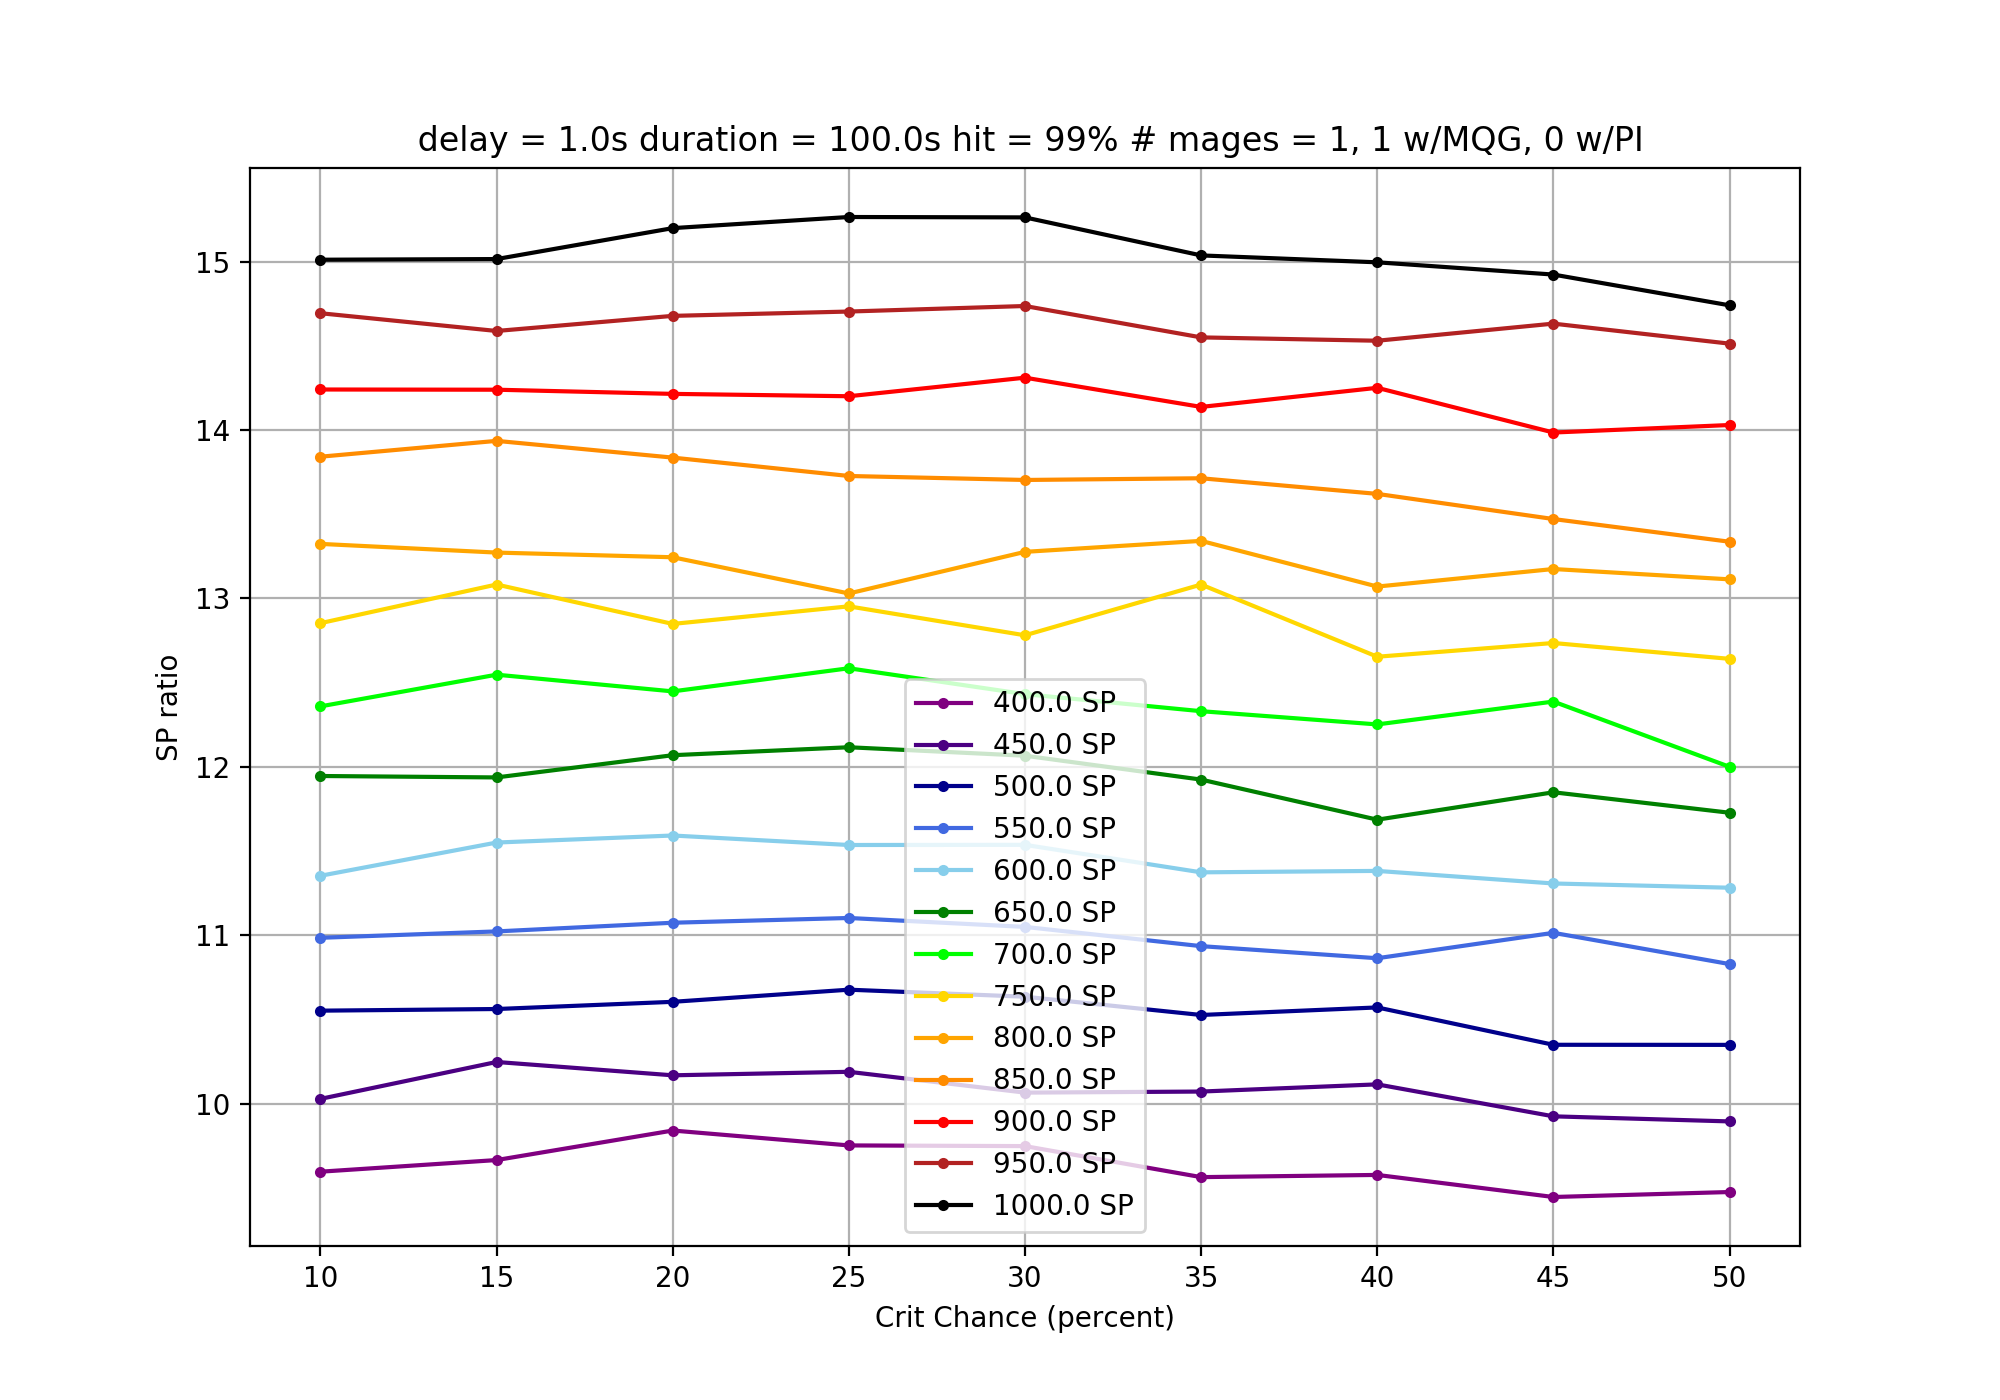 delay = 1.0s duration = 100.0s hit = 99% # mages = 1, 1 w/MQG, 0 w/PI
SP ratio
15
14
13
12
11
10
400.0 SP
450.0 SP
500.0 SP
550.0 SP
600.0 SP
650.0 SP
700.0 SP
750.0 SP
800.0 SP
850.0 SP
900.0 SP
950.0 SP
1000.0 SP
10 15 20 25 30 35 40 45 50
Crit Chance (percent)